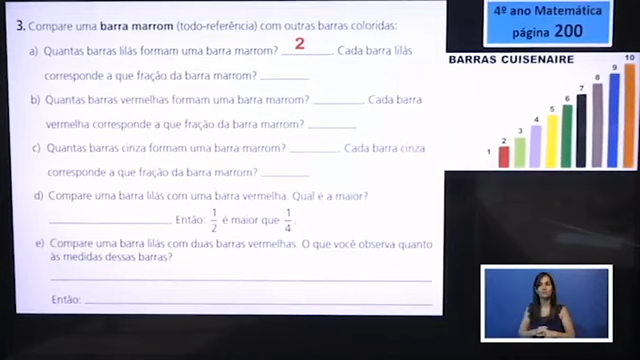 3. Compare uma barra marrom (todo-referência) com outras barras coloridas:
a) Quantas barras lilás formam uma barra marrom? 2. Cada barra lilás
corresponde a que fração da barra marrom?
b) Quantas barras vermelhas formam uma barra marrom? Cada barra
vermelha corresponde a que fração da barra marrom?
c) Quantas barras cinza formam uma barra marrom? . Cada barra cinza
corresponde a que fração da barra marrom?
d) Compare uma barra lilás com uma barra vermelha. Qual é a maior?
Então: 1/2 é maior que 1/4.
e) Compare uma barra lilás com duas barras vermelhas. O que você observa quanto
às medidas dessas barras?
Então:
4º ano Matemática
página 200
BARRAS CUISENAIRE
1 2 3 4 5 6 7 8 9 10